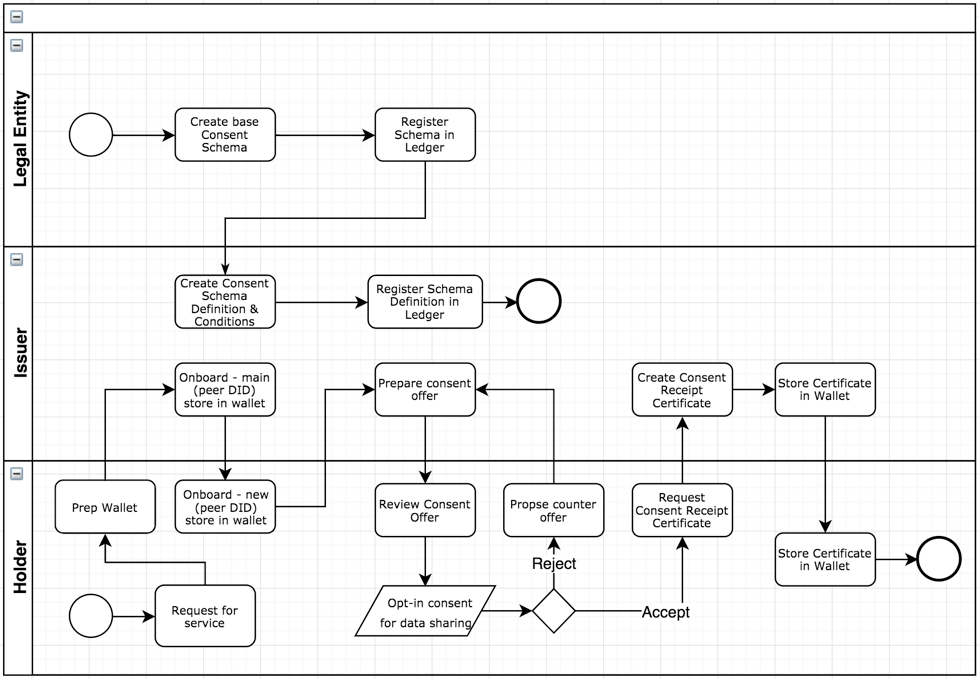 Legal Entity
Create base
Consent
Schema
Register
Schema in
Ledger
Issuer
Create Consent
Schema
Definition &
Conditions
Register Schema
Definition in
Ledger
Onboard - main
(peer DID)
store in wallet
Prepare consent
offer
Create Consent
Receipt
Certificate
Store Certificate
in Wallet
Holder
Prep Wallet
Onboard - new
(peer DID)
store in wallet
Review Consent
Offer
Propse counter
offer
Request
Consent Receipt
Certificate
Store Certificate
in Wallet
Reject
Request for
service
Opt-in consent
for data sharing
Accept